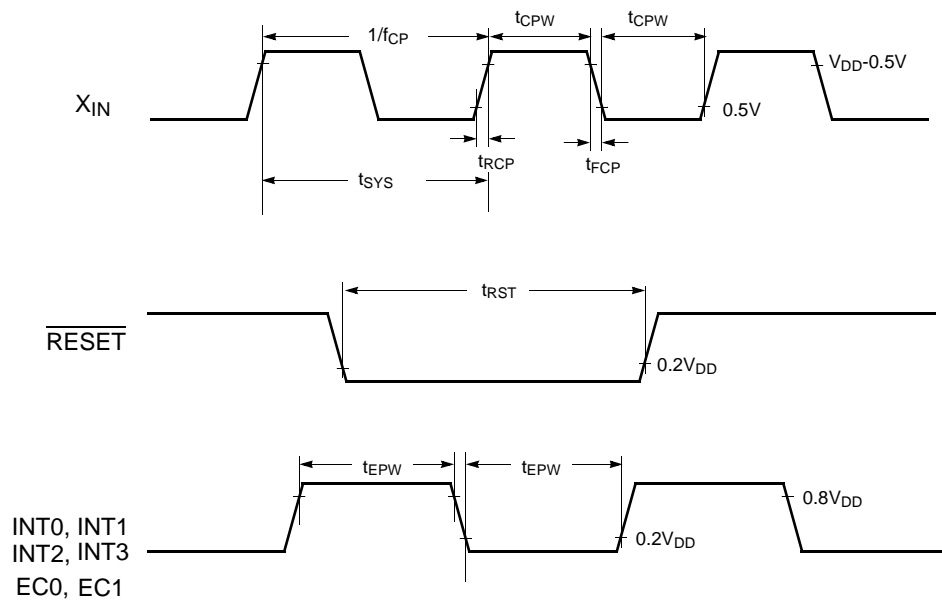 1/fCP
tCPW
tCPW
VDD-0.5V
XIN
0.5V
tRCP
tFCP
tSYS
tRST
RESET
0.2VDD
tEPW
tEPW
0.8VDD
INT0, INT1
0.2VDD
INT2, INT3
EC0, EC1